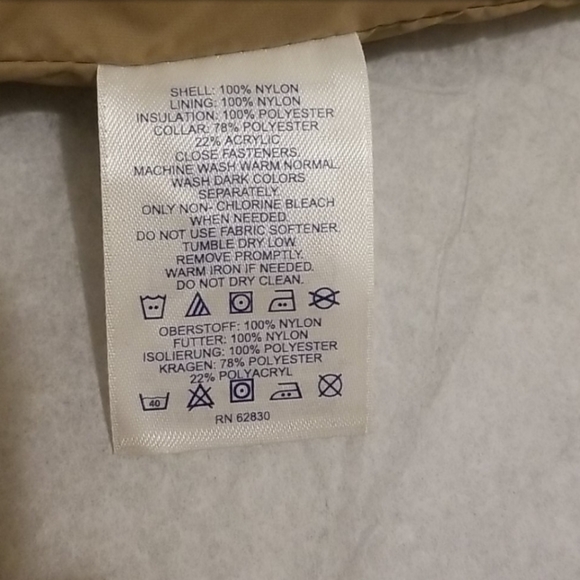 SHELL: 100% NYLON
LINING: 100% NYLON
INSULATION: 100% POLYESTER
COLLAR: 78% POLYESTER
22% ACRYLIC
CLOSE FASTENERS.
MACHINE WASH WARM NORMAL.
WASH DARK COLORS
SEPARATELY.
ONLY NON- CHLORINE BLEACH
WHEN NEEDED.
DO NOT USE FABRIC SOFTENER.
TUMBLE DRY LOW.
REMOVE PROMPTLY.
WARM IRON IF NEEDED.
DO NOT DRY CLEAN.
OBERSTOFF: 100% NYLON
FUTTER: 100% NYLON
ISOLIERUNG: 100% POLYESTER
KRAGEN: 78% POLYESTER
22% POLYACRYL
40
RN 62830